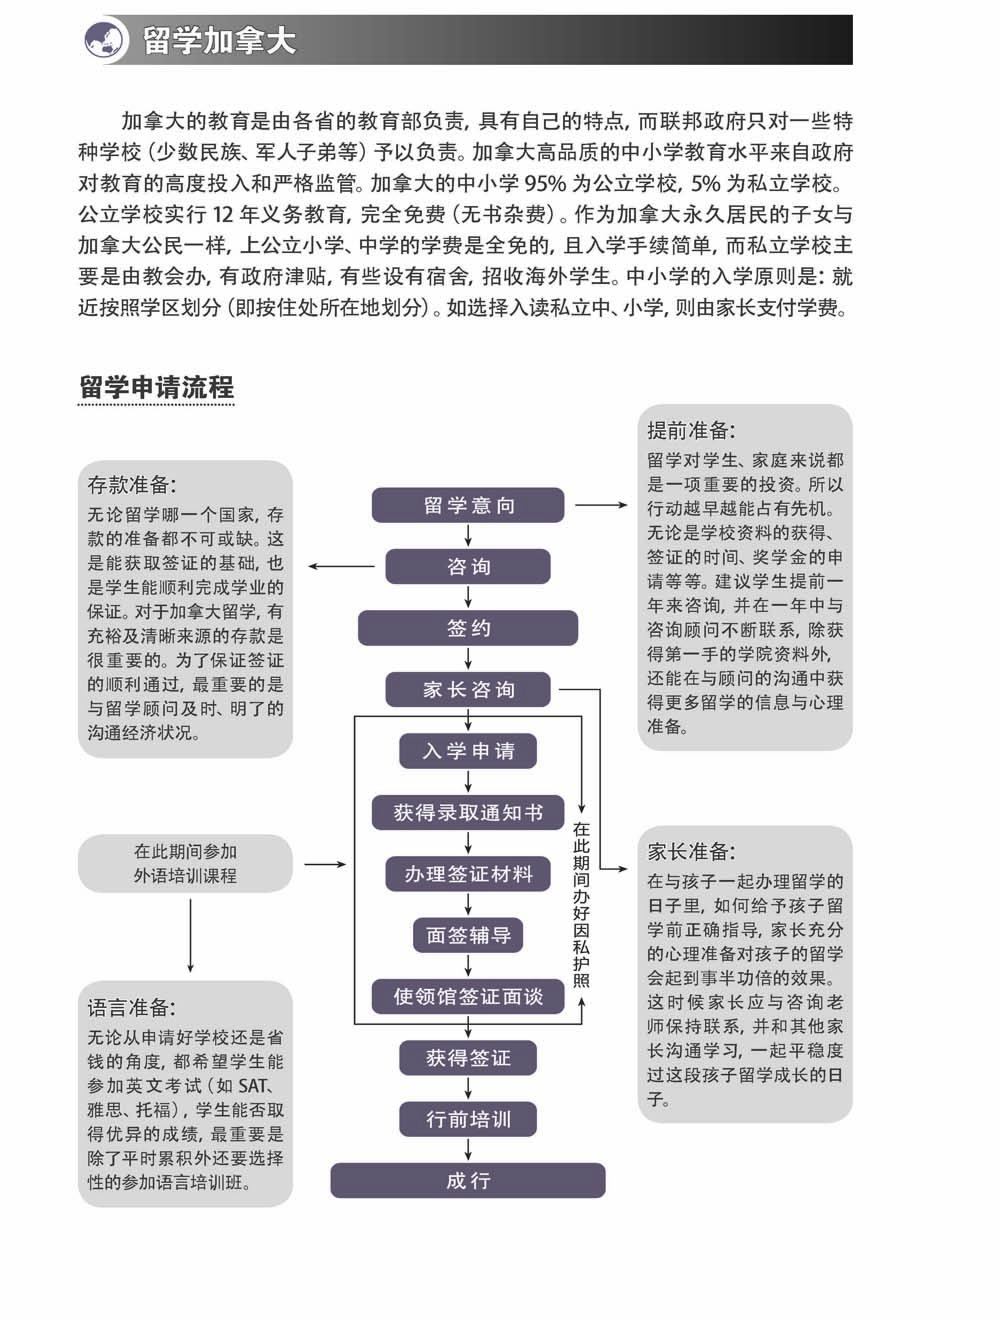 留学加拿大
加拿大的教育是由各省的教育部负责，具有自己的特点，而联邦政府只对一些特
种学校（少数民族、军人子弟等）予以负责。加拿大高品质的中小学教育水平来自政府
对教育的高度投入和严格监管。加拿大的中小学 95% 为公立学校，5% 为私立学校。
公立学校实行 12 年义务教育，完全免费（无书杂费）。作为加拿大永久居民的子女与
加拿大公民一样，上公立小学、中学的学费是全免的，且入学手续简单，而私立学校主
要是由教会办，有政府津贴，有些设有宿舍，招收海外学生。中小学的入学原则是：就
近按照学区划分（即按住处所在地划分）。如选择入读私立中、小学，则由家长支付学费。
留学申请流程
存款准备：
无论留学哪一个国家，存
款的准备都不可或缺。这
是能获取签证的基础，也
是学生能顺利完成学业的
保证。对于加拿大留学，有
充裕及清晰来源的存款是
很重要的。为了保证签证
的顺利通过，最重要的是
与留学顾问及时、明了的
沟通经济状况。
在此期间参加
外语培训课程
语言准备：
无论从申请好学校还是省
钱的角度，都希望学生能
参加英文考试（如 SAT、
雅思、托福），学生能否取
得优异的成绩，最重要是
除了平时累积外还要选择
性的参加语言培训班。
留学意向
咨询
签约
家长咨询
入学申请
获得录取通知书
办理签证材料
面签辅导
使领馆签证面谈
获得签证
行前培训
成行
在此期间办好因私护照
提前准备：
留学对学生、家庭来说都
是一项重要的投资。所以
行动越早越能占有先机。
无论是学校资料的获得、
签证的时间、奖学金的申
请等等。建议学生提前一
年来咨询，并在一年中与
咨询顾问不断联系，除获
得第一手的学院资料外，
还能在与顾问的沟通中获
得更多留学的信息与心理
准备。
家长准备：
在与孩子一起办理留学的
日子里，如何给予孩子留
学前正确指导，家长充分
的心理准备对孩子的留学
会起到事半功倍的效果。
这时候家长应与咨询老
师保持联系，并和其他家
长沟通学习，一起平稳度
过这段孩子留学成长的日
子。